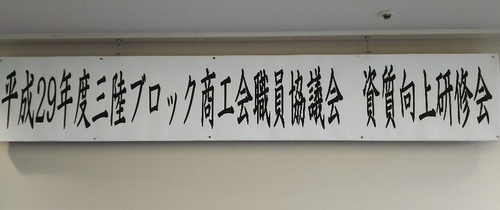 平成29年度三陸ブロック商工会職員協議会　資質向上研修会